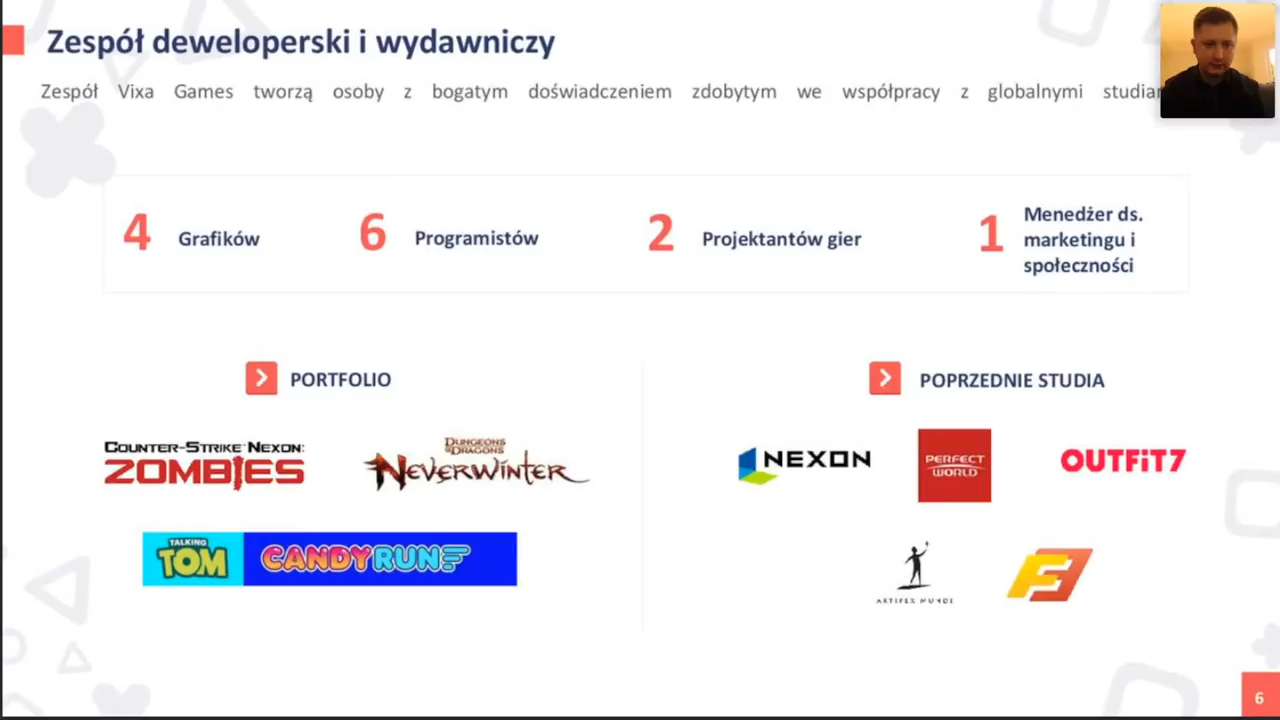 Zespół deweloperski i wydawniczy
Zespół Vixa Games tworzą osoby z bogatym doświadczeniem zdobytym we współpracy z globalnymi
4 Grafików
6 Programistów
2 Projektantów gier
1 Menedżer ds.
marketingu i
społeczności
PORTFOLIO
COUNTER-STRIKE NEXON:
ZOMBIES
DUNGEONS
& DRAGONS
NEVERWINTER
TALKING
TOM
CANDYRUN
POPRZEDNIE STUDIA
NEXON
PERFECT
WORLD
OUTFiT7
ARTIFEX MUNDI
6